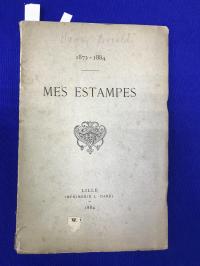 1873-1884
MES ESTAMPES
LILLE
IMPRIMERIE L. DANEL
1884